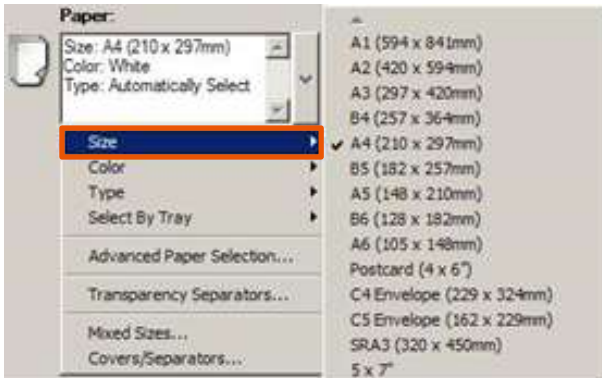 Paper:
Size: A4 (210 x 297mm)
Color: White
Type: Automatically Select
Size
Color
Type
Select By Tray
Advanced Paper Selection...
Transparency Separators...
Mixed Sizes...
Covers/Separators...
A1 (594 x 841mm)
A2 (420 x 594mm)
A3 (297 x 420mm)
B4 (257 x 364mm)
A4 (210 x 297mm)
B5 (182 x 257mm)
A5 (148 x 210mm)
B6 (128 x 182mm)
A6 (105 x 148mm)
Postcard (4 x 6")
C4 Envelope (229 x 324mm)
C5 Envelope (162 x 229mm)
SRA3 (320 x 450mm)
5 x 7"